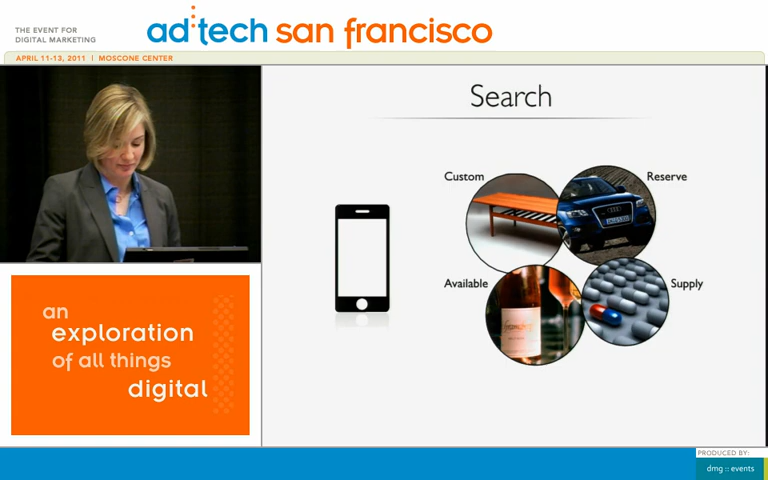 THE EVENT FOR
DIGITAL MARKETING
ad:tech san francisco
APRIL 11-13, 2011 | MOSCONE CENTER
Search
Custom
Reserve
Available
Supply
an
exploration
of all things
digital
PRODUCED BY:
dmg :: events